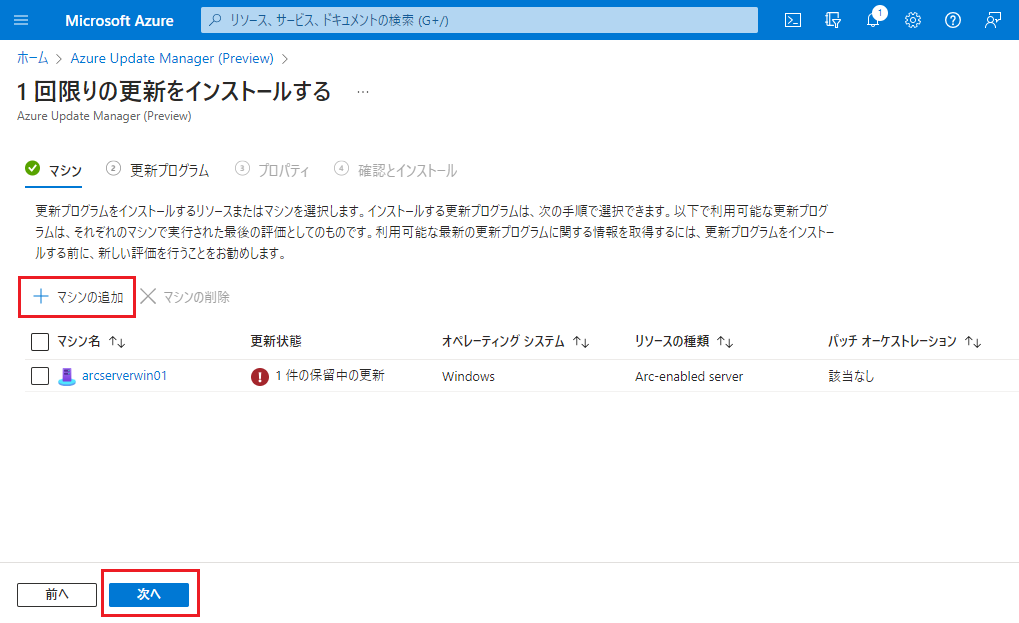 Microsoft Azure
リソース、サービス、ドキュメントの検索 (G+/)
1
ホーム > Azure Update Manager (Preview) >
1 回限りの更新をインストールする ...
Azure Update Manager (Preview)
マシン 2 更新プログラム 3 プロパティ 4 確認とインストール
更新プログラムをインストールするリソースまたはマシンを選択します。インストールする更新プログラムは、次の手順で選択できます。以下で利用可能な更新プログ
ラムは、それぞれのマシンで実行された最後の評価としてのものです。利用可能な最新の更新プログラムに関する情報を取得するには、更新プログラムをインストー
ルする前に、新しい評価を行うことをお勧めします。
マシンの追加 マシンの削除
マシン名 ↑↓ 更新状態 オペレーティング システム ↑↓ リソースの種類 ↑↓ パッチ オーケストレーション ↑↓
arcserverwin01 1 件の保留中の更新 Windows Arc-enabled server 該当なし
前へ 次へ